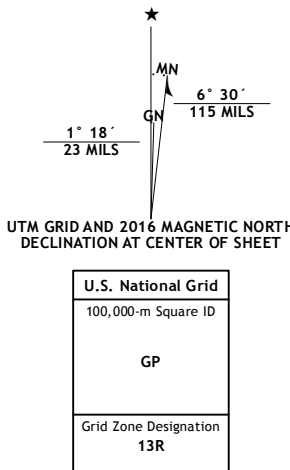 ★
MN
GN
6° 30´
115 MILS
1° 18´
23 MILS
UTM GRID AND 2016 MAGNETIC NORTH
DECLINATION AT CENTER OF SHEET
U.S. National Grid
100,000-m Square ID
GP
Grid Zone Designation
13R